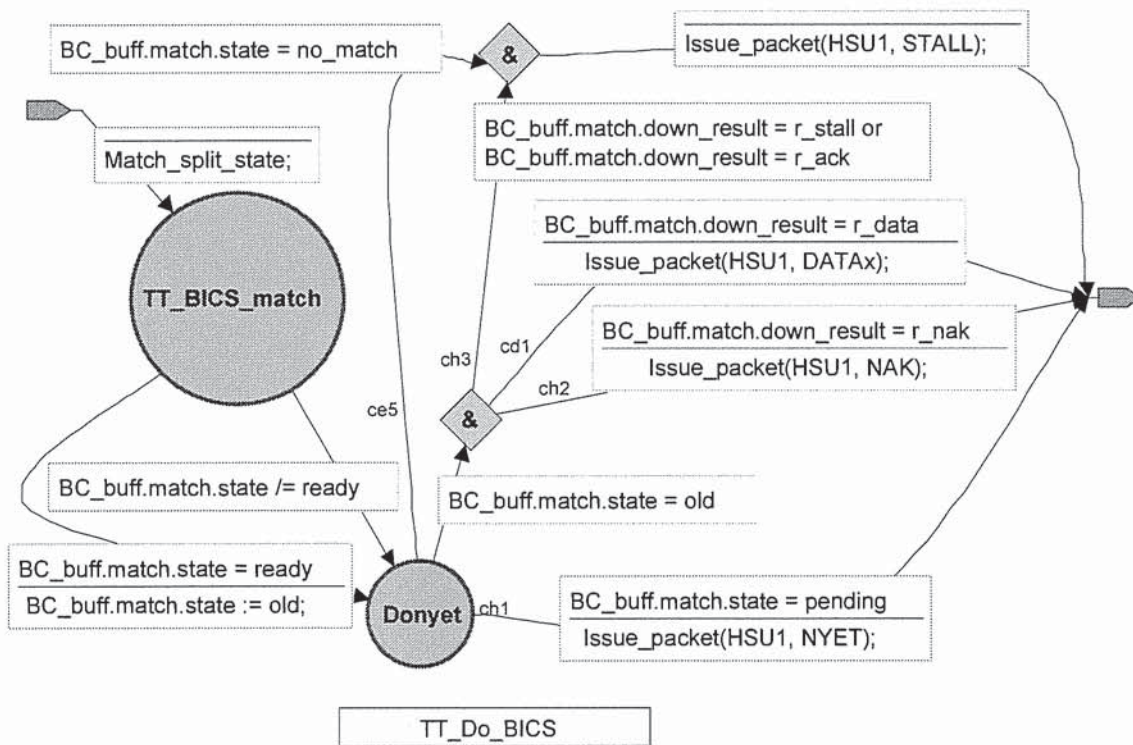 BC_buff.match.state = no_match
&
Issue_packet(HSU1, STALL);
Match_split_state;
BC_buff.match.down_result = r_stall or
BC_buff.match.down_result = r_ack
TT_BICS_match
BC_buff.match.down_result = r_data
Issue_packet(HSU1, DATAx);
BC_buff.match.down_result = r_nak
Issue_packet(HSU1, NAK);
ch3
cd1
ch2
ce5
&
BC_buff.match.state /= ready
BC_buff.match.state = old
BC_buff.match.state = ready
BC_buff.match.state := old;
Donyet
ch1
BC_buff.match.state = pending
Issue_packet(HSU1, NYET);
TT_Do_BICS